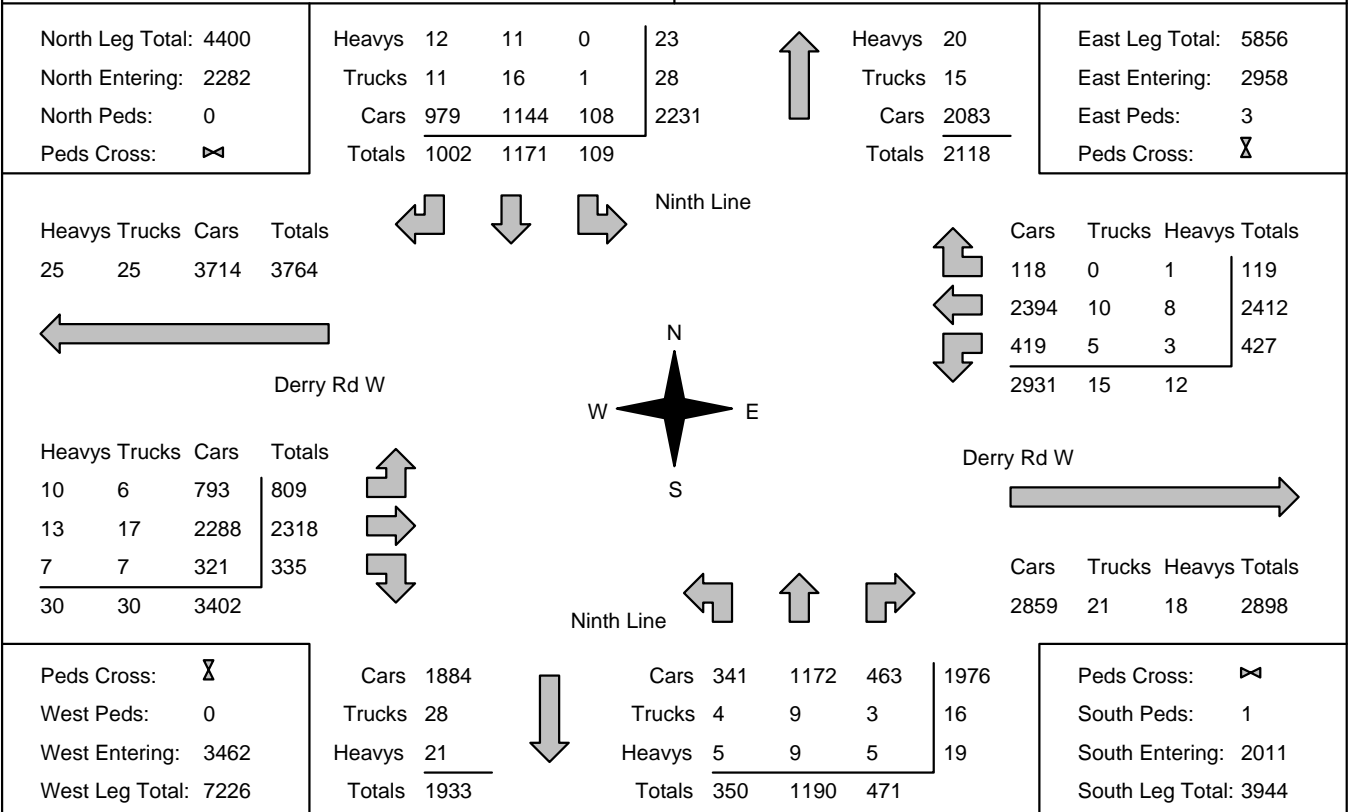 North Leg Total: 4400
North Entering: 2282
North Peds: 0
Peds Cross:
Heavys 12 11 0 23
Trucks 11 16 1 28
Cars 979 1144 108 2231
Totals 1002 1171 109
Heavys 20
Trucks 15
Cars 2083
Totals 2118
East Leg Total: 5856
East Entering: 2958
East Peds: 3
Peds Cross:
Ninth Line
Heavys Trucks Cars Totals
25 25 3714 3764
Cars Trucks Heavys Totals
118 0 1 119
2394 10 8 2412
419 5 3 427
2931 15 12
Derry Rd W
N
W E
S
Heavys Trucks Cars Totals
10 6 793 809
13 17 2288 2318
7 7 321 335
30 30 3402
Derry Rd W
Cars Trucks Heavys Totals
2859 21 18 2898
Ninth Line
Peds Cross:
West Peds: 0
West Entering: 3462
West Leg Total: 7226
Cars 1884
Trucks 28
Heavys 21
Totals 1933
Cars 341 1172 463 1976
Trucks 4 9 3 16
Heavys 5 9 5 19
Totals 350 1190 471
Peds Cross:
South Peds: 1
South Entering: 2011
South Leg Total: 3944